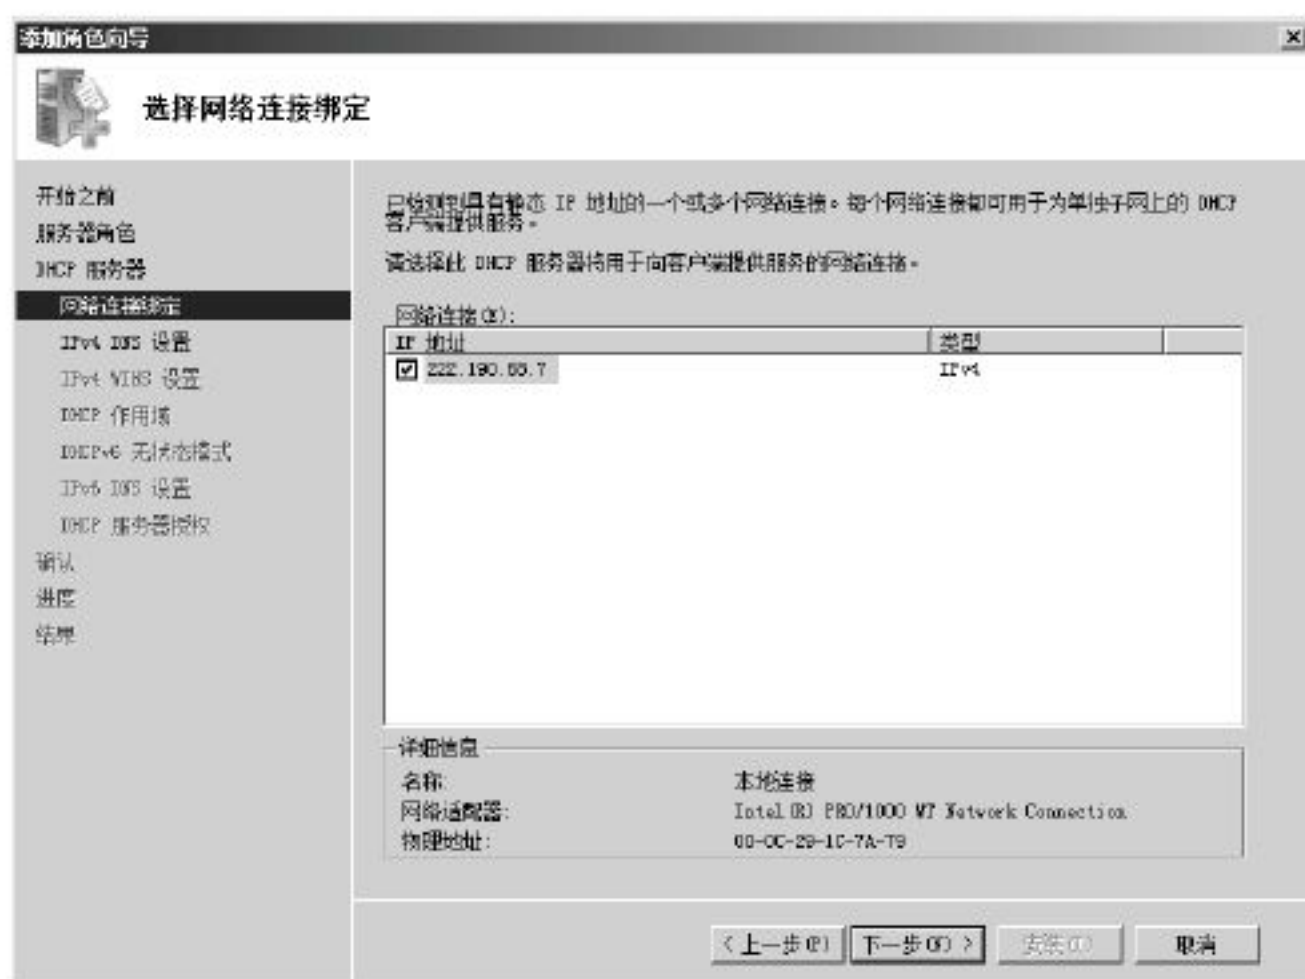 添加角色向导
选择网络连接绑定
开始之前
服务器角色
DHCP 服务器
网络连接绑定
IPv4 DNS 设置
IPv4 WINS 设置
DHCP 作用域
DHCPv6 无状态模式
IPv6 DNS 设置
DHCP 服务器授权
确认
进度
结果
已检测到具有静态 IP 地址的一个或多个网络连接。每个网络连接都可用于为单独子网上的 DHCP
客户端提供服务。
请选择此 DHCP 服务器将用于向客户端提供服务的网络连接。
网络连接(N):
IP 地址 类型
222.190.68.7 IPv4
详细信息
名称: 本地连接
网络适配器: Intel(R) PRO/1000 MT Network Connection
物理地址: 00-0C-29-1C-7A-79
< 上一步(P) 下一步(N) > 安装(I) 取消